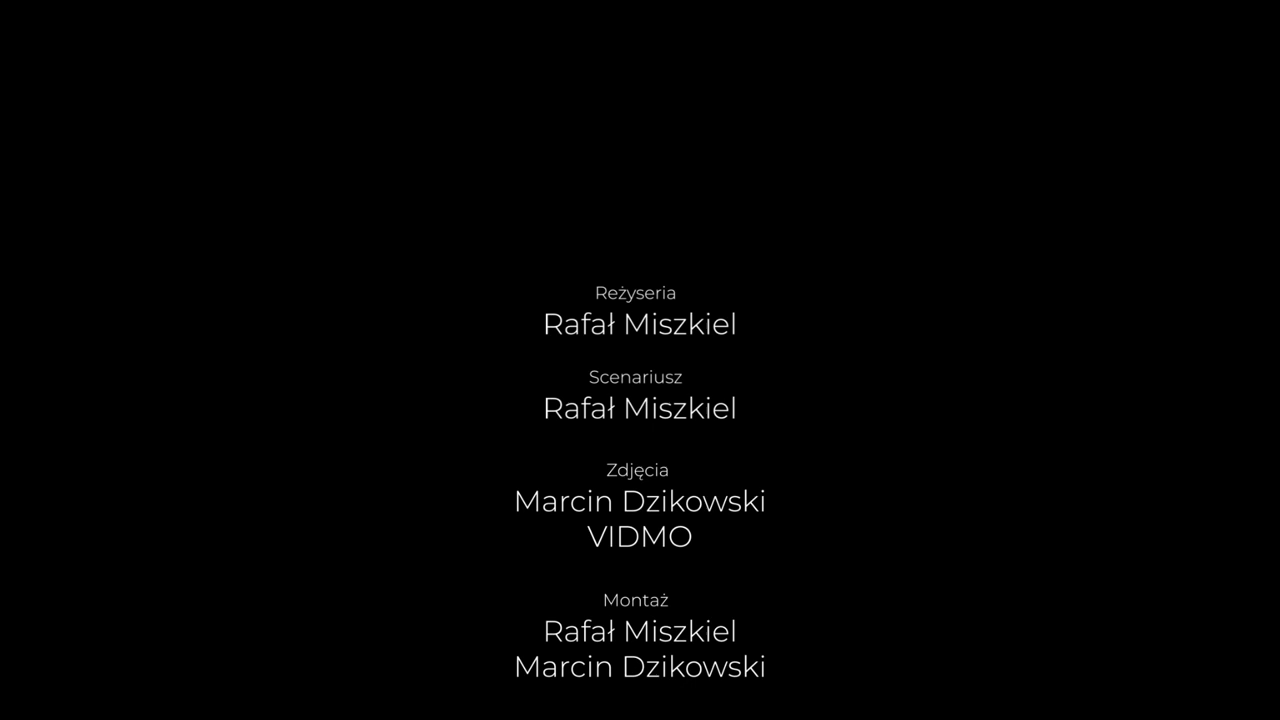 Reżyseria
Rafał Miszkiel
Scenariusz
Rafał Miszkiel
Zdjęcia
Marcin Dzikowski
VIDMO
Montaż
Rafał Miszkiel
Marcin Dzikowski